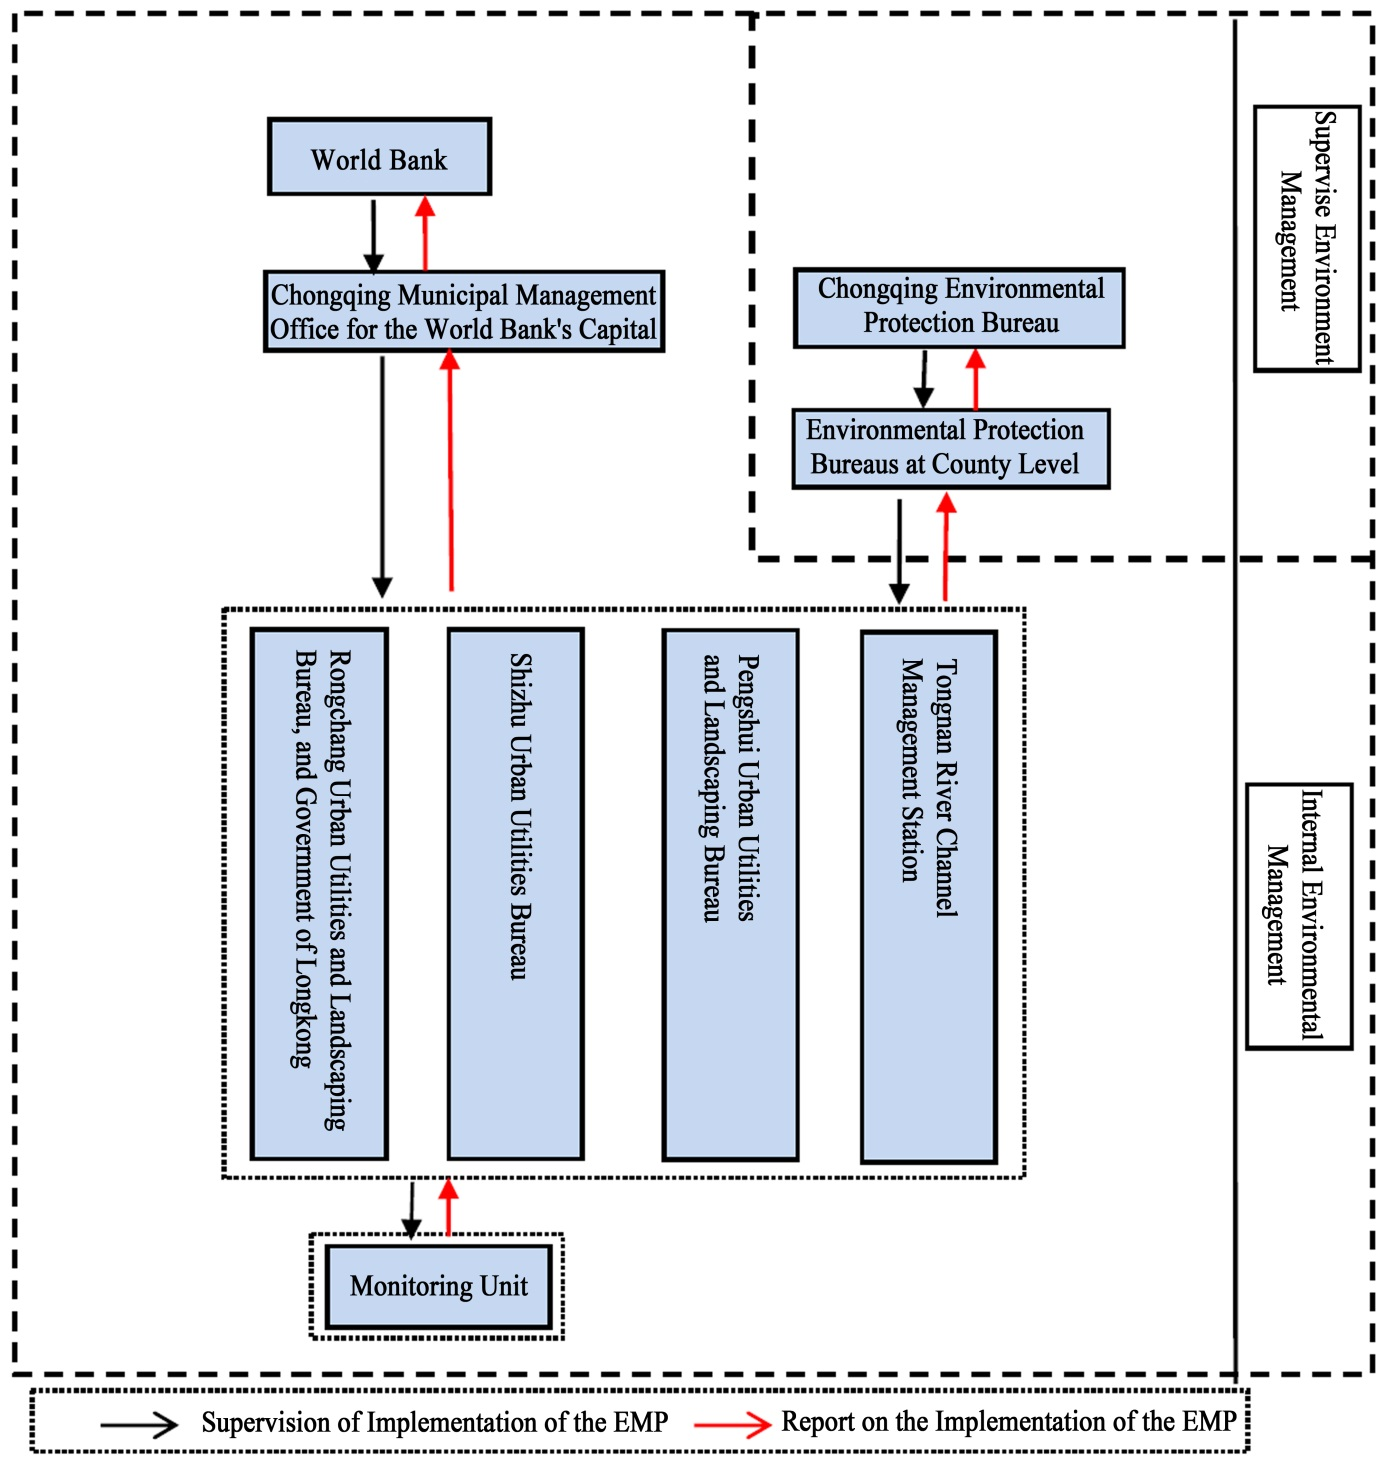 World Bank
Chongqing Municipal Management
Office for the World Bank's Capital
Chongqing Environmental
Protection Bureau
Environmental Protection
Bureaus at County Level
Supervise Environment
Management
Rongchang Urban Utilities and Landscaping
Bureau, and Government of Longkong
Shizhu Urban Utilities Bureau
Pengshui Urban Utilities
and Landscaping Bureau
Tongnan River Channel
Management Station
Internal Environmental
Management
Monitoring Unit
Supervision of Implementation of the EMP
Report on the Implementation of the EMP